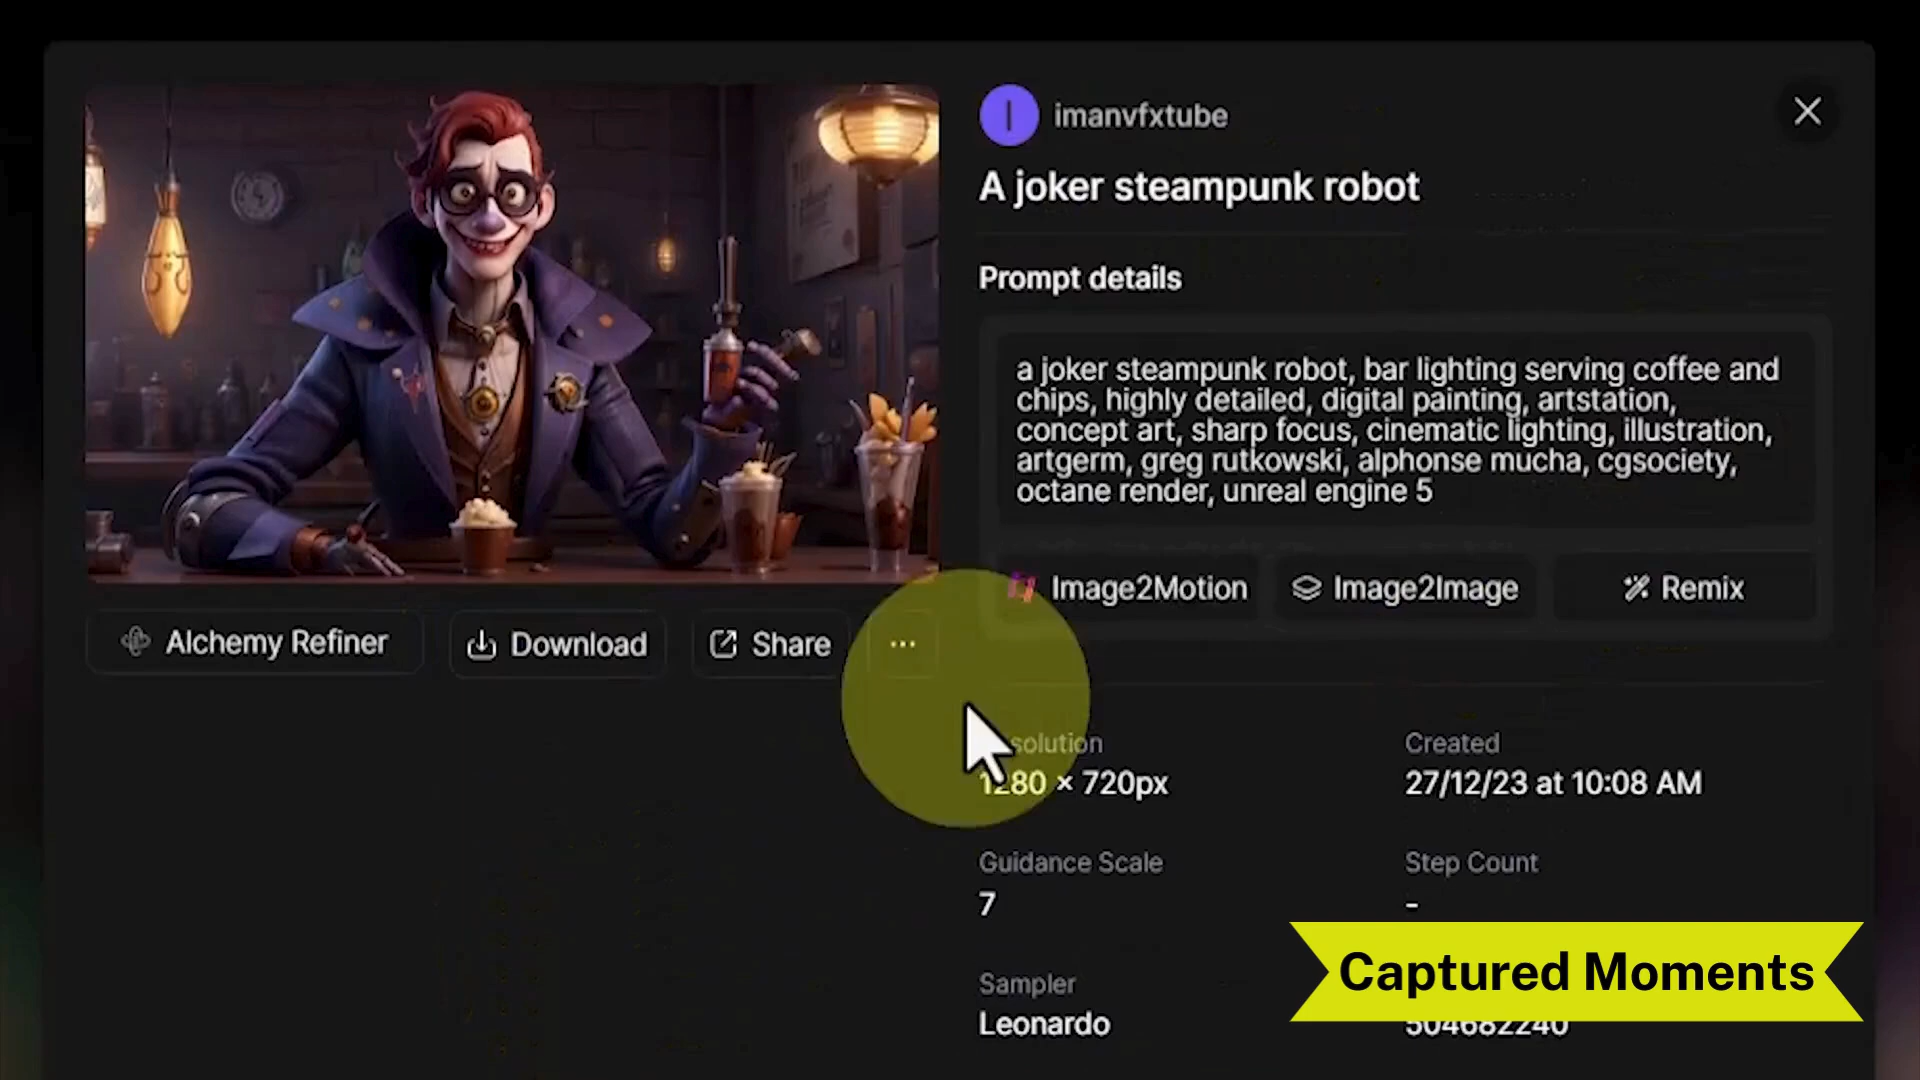 imanvfxtube
A joker steampunk robot
Prompt details
a joker steampunk robot, bar lighting serving coffee and
chips, highly detailed, digital painting, artstation,
concept art, sharp focus, cinematic lighting, illustration,
artgerm, greg rutkowski, alphonse mucha, cgsociety,
octane render, unreal engine 5
Image2Motion
Image2Image
Remix
Alchemy Refiner
Download
Share
...
solution
1280 × 720px
Created
27/12/23 at 10:08 AM
Guidance Scale
7
Step Count
-
Sampler
Leonardo
Captured Moments
504682240